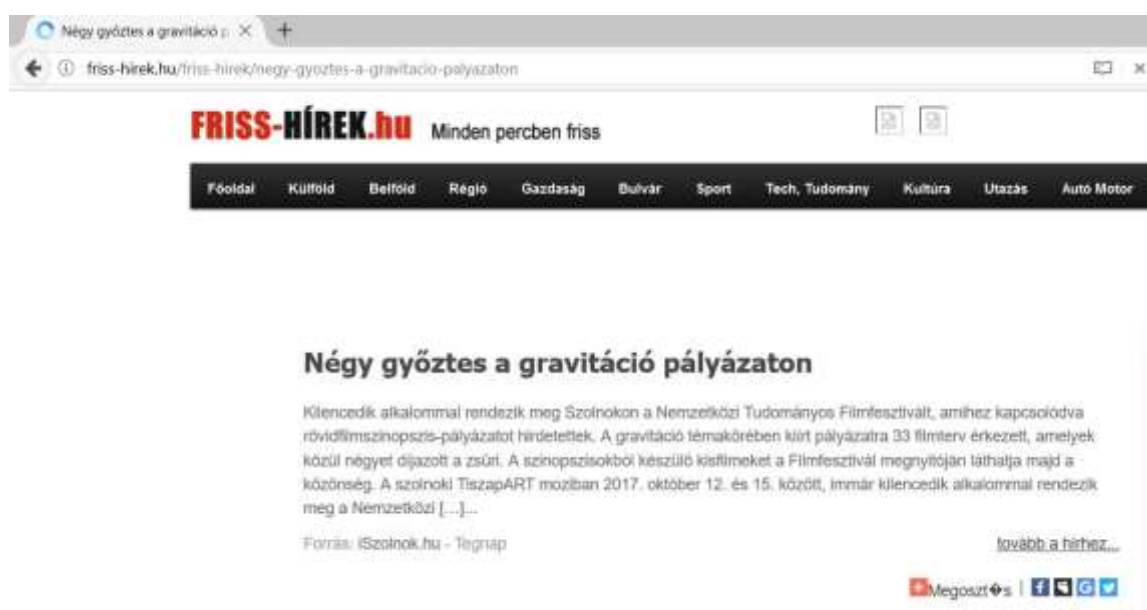 Négy győztes a gravitáció p
friss-hirek.hu/friss-hirek/negy-gyoztes-a-gravitacio-palyazaton
FRISS-HÍREK.hu Minden percben friss
Főoldal Külföld Belföld Régió Gazdaság Bulvár Sport Tech, Tudomány Kultúra Utazás Autó Motor
Négy győztes a gravitáció pályázaton
Kilencedik alkalommal rendezik meg Szolnokon a Nemzetközi Tudományos Filmfesztivált, amihez kapcsolódva
rövidfilmszinopszis-pályázatot hirdetettek. A gravitáció témakörében kiírt pályázatra 33 filmterv érkezett, amelyek
közül négyet díjazott a zsűri. A szinopszisokból készülő kisfilmeket a Filmfesztivál megnyitóján láthatja majd a
közönség. A szolnoki TiszapART moziban 2017. október 12. és 15. között, immár kilencedik alkalommal rendezik
meg a Nemzetközi […]...
Forrás: iSzolnok.hu - Tegnap
tovább a hírhez...
Megoszt�s |